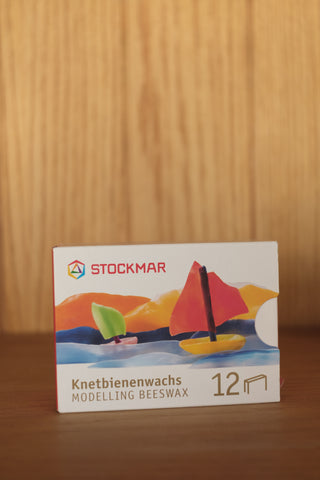 STOCKMAR
Knetbienenwachs
MODELLING BEESWAX
12